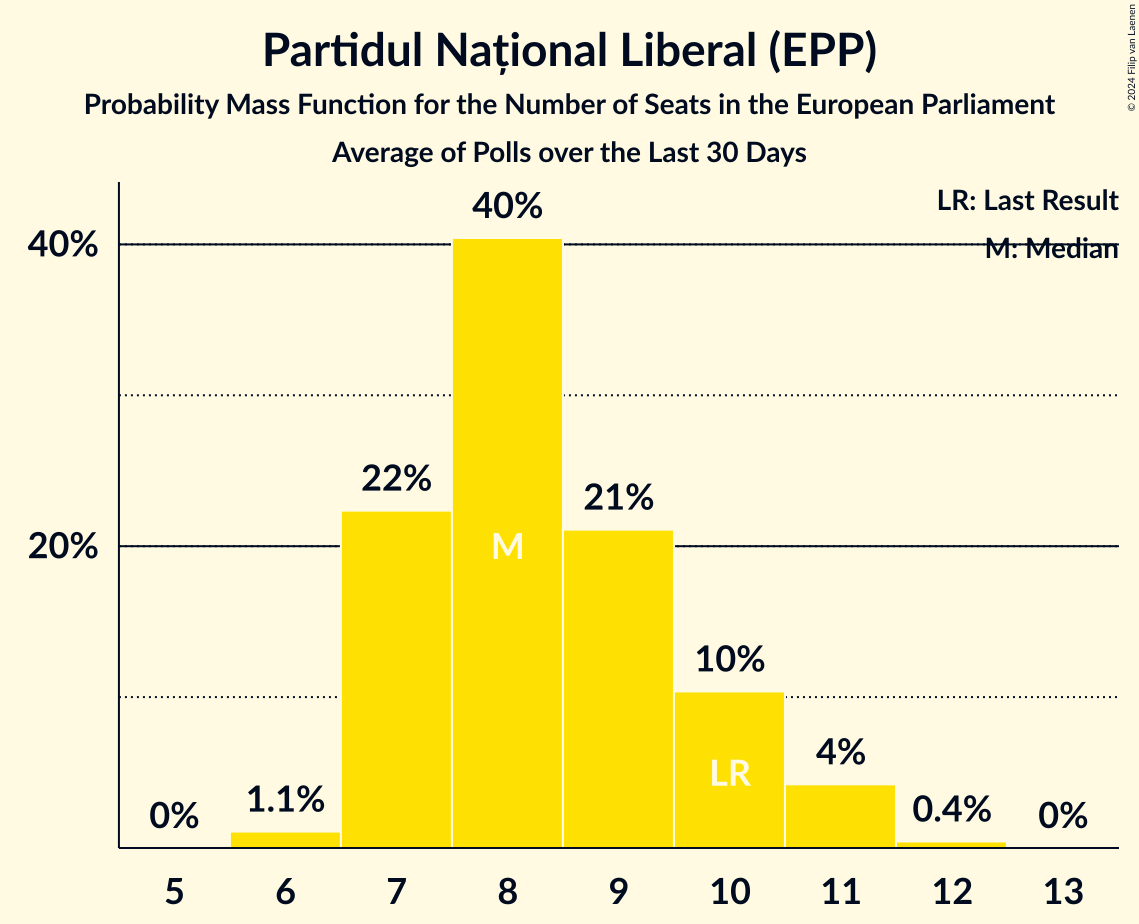 Partidul Național Liberal (EPP)
Probability Mass Function for the Number of Seats in the European Parliament
Average of Polls over the Last 30 Days
© 2024 Filip van Laenen
LR: Last Result
M: Median
40%
20%
0%
1.1%
22%
40%
21%
10%
4%
0.4%
0%
M
LR
5 6 7 8 9 10 11 12 13